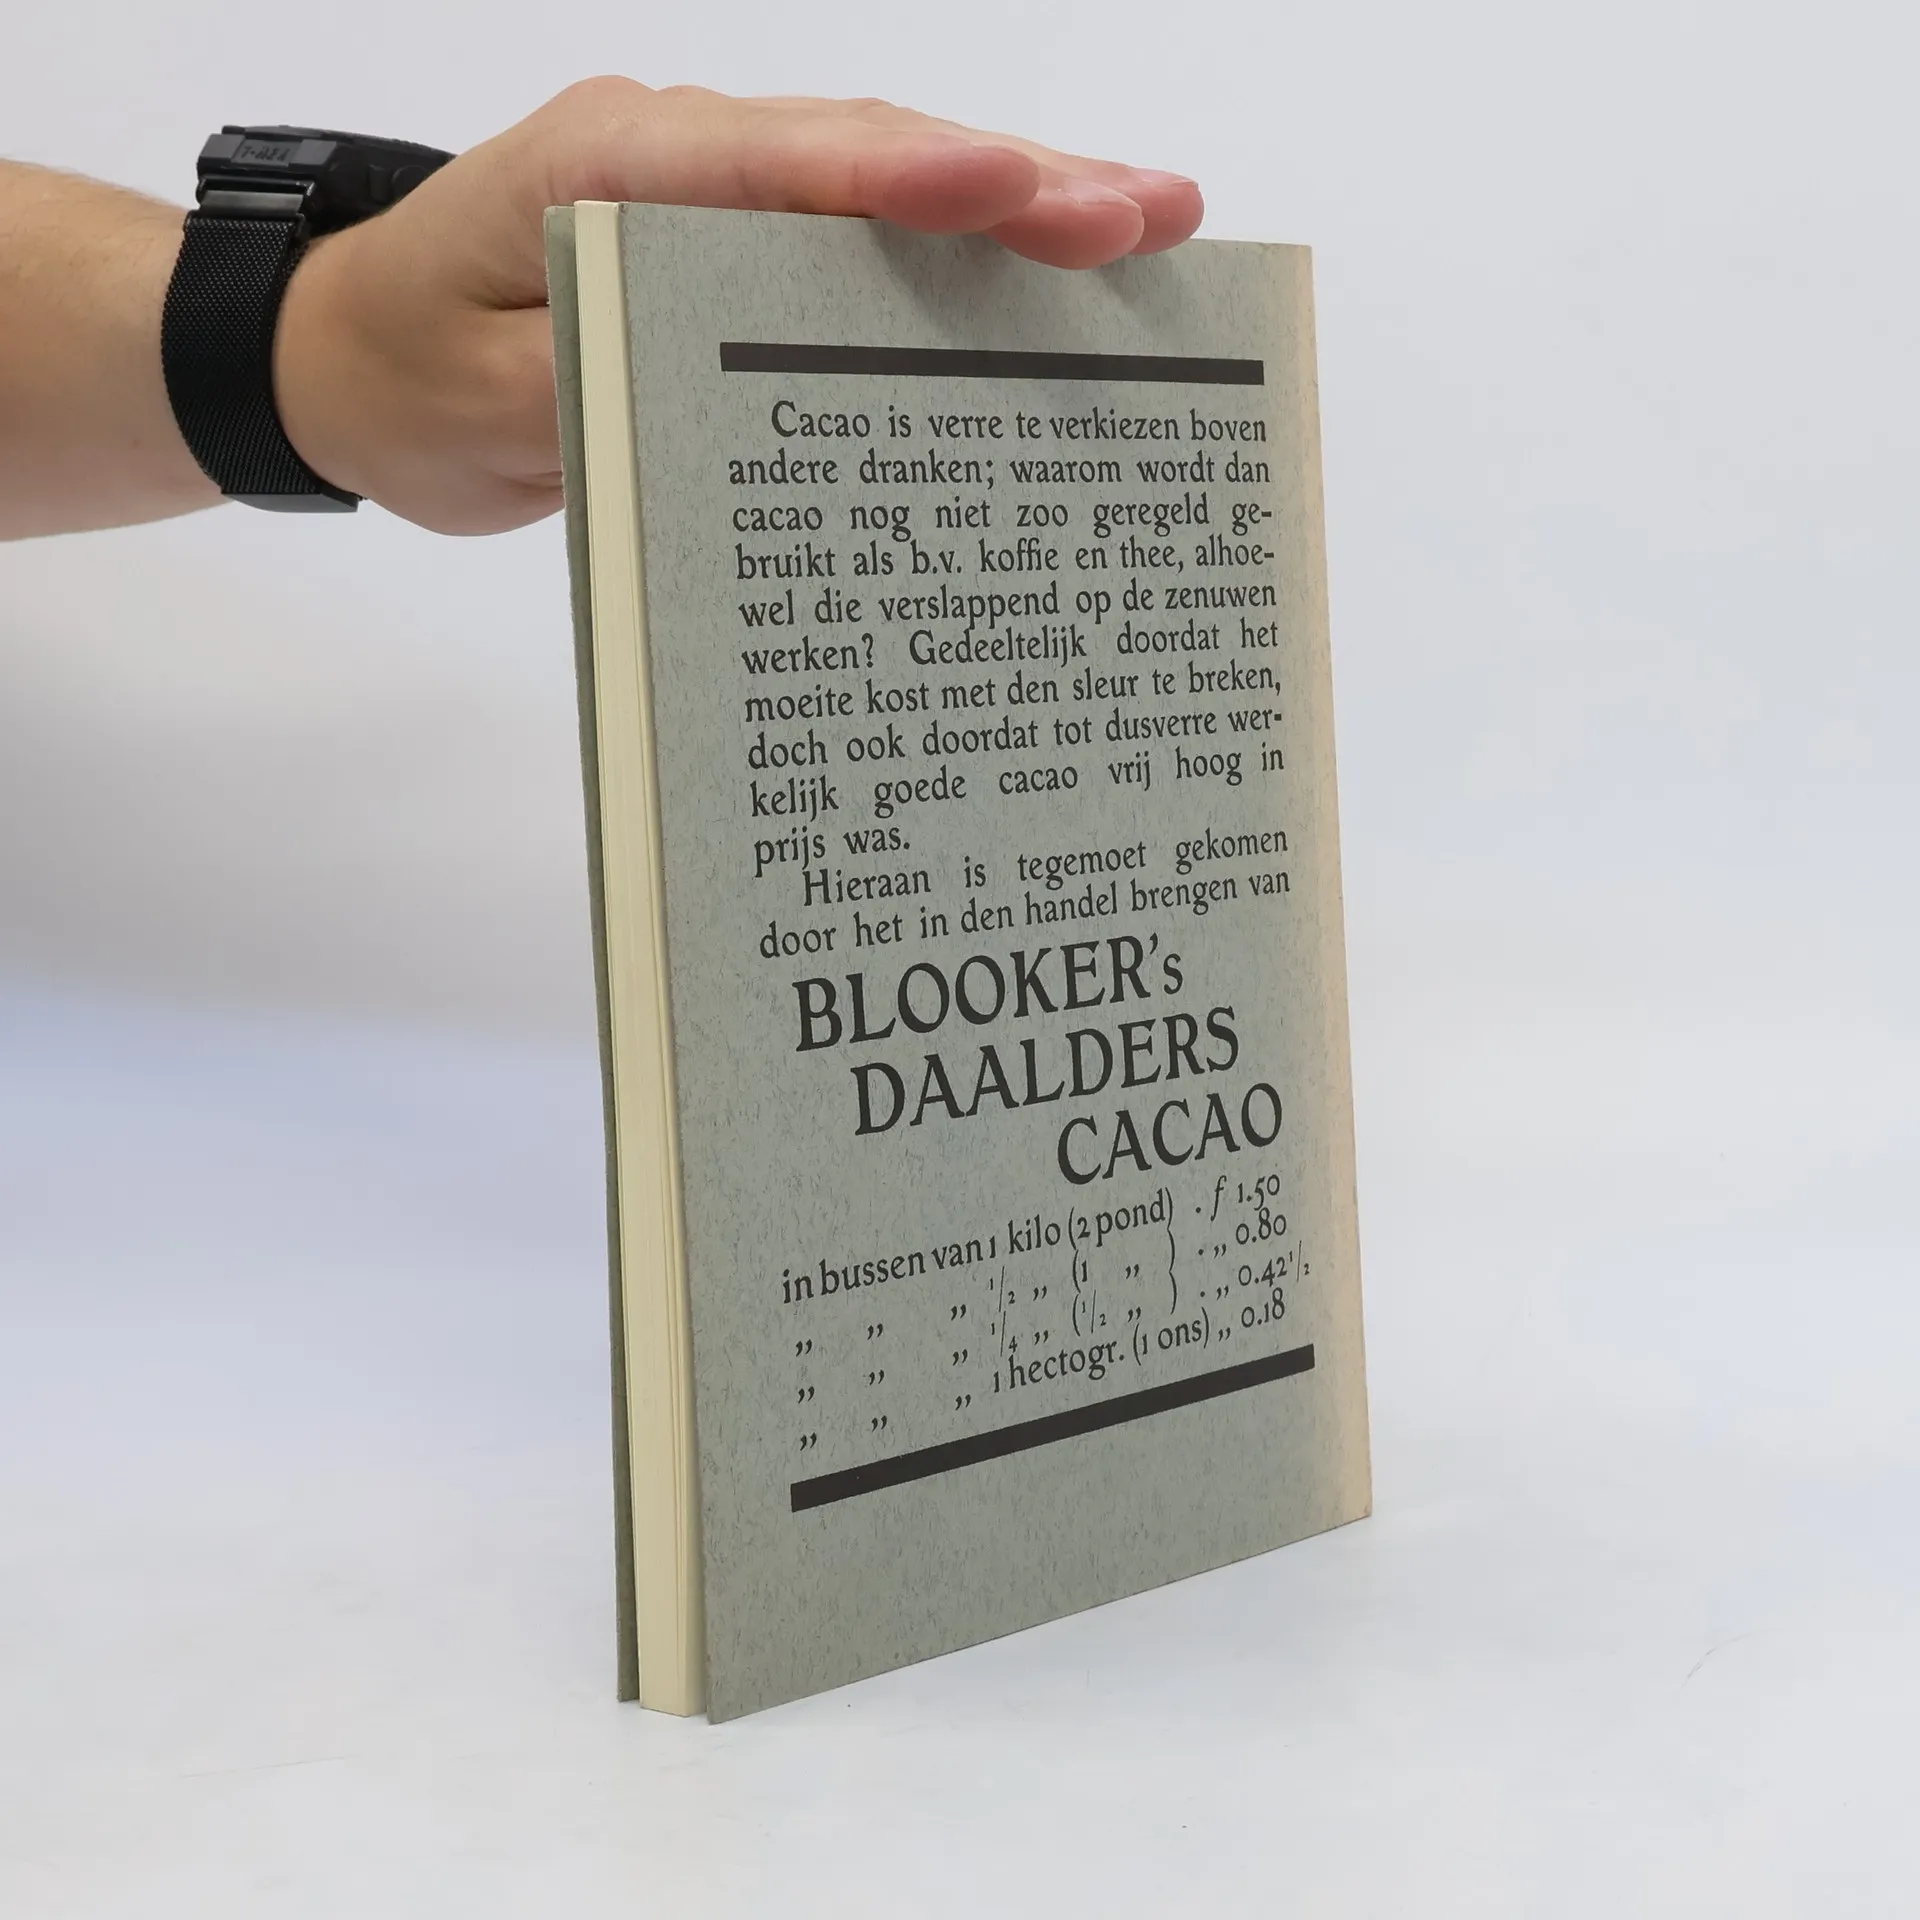 Cacao is verre te verkiezen boven
andere dranken; waarom wordt dan
cacao nog niet zoo geregeld ge-
bruikt als b.v. koffie en thee, alhoe-
wel die verslappend op de zenuwen
werken? Gedeeltelijk doordat het
moeite kost met den sleur te breken,
doch ook doordat tot dusverre wer-
kelijk goede cacao vrij hoog in
prijs was.
Hieraan is tegemoet gekomen
door het in den handel brengen van
BLOOKER's
DAALDERS
CACAO
in bussen van 1 kilo (2 pond) . f 1.50
„ „ „ 1/2 „ (1 „ ) . „ 0.80
„ „ „ 1/4 „ (1/2 „ ) . „ 0.42 1/2
„ „ „ 1 hectogr. (1 ons) „ 0.18